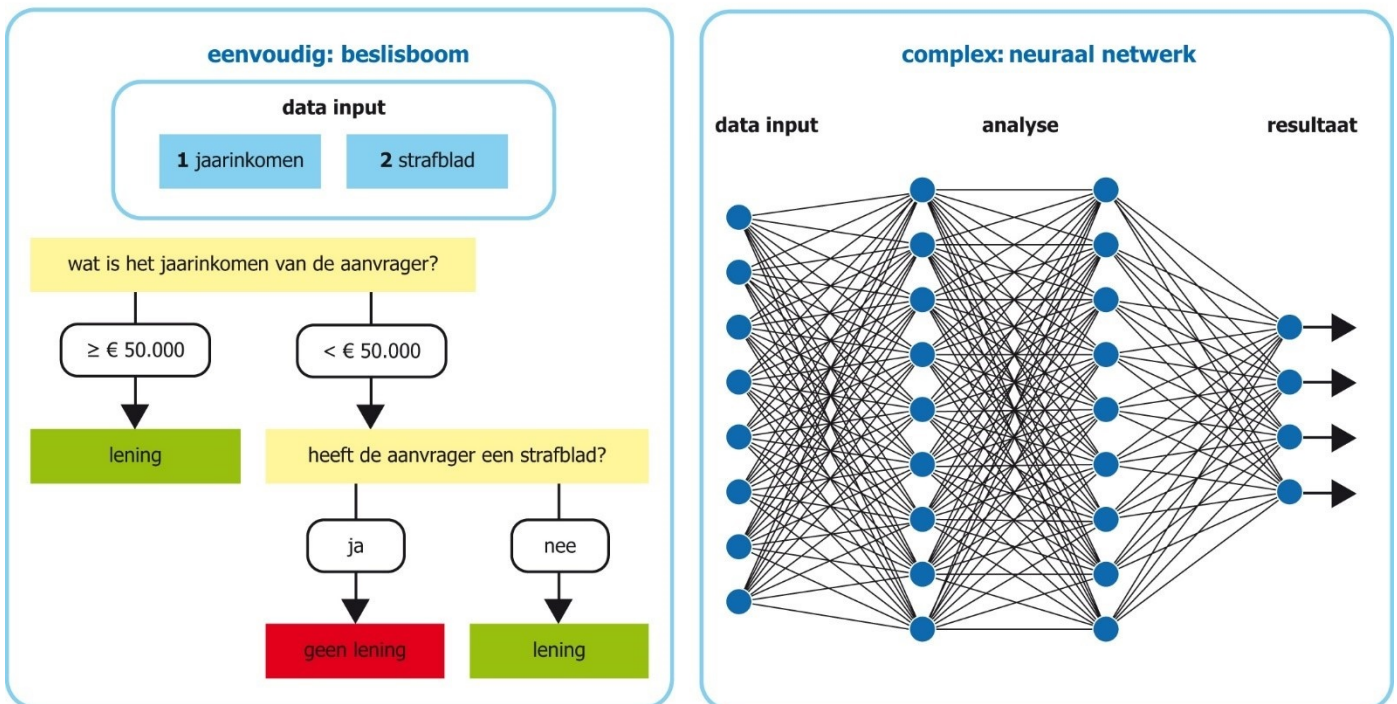 eenvoudig: beslisboom
data input
1 jaarinkomen
2 strafblad
wat is het jaarinkomen van de aanvrager?
≥ € 50.000
< € 50.000
lening
heeft de aanvrager een strafblad?
ja
nee
geen lening
lening
complex: neuraal netwerk
data input
analyse
resultaat